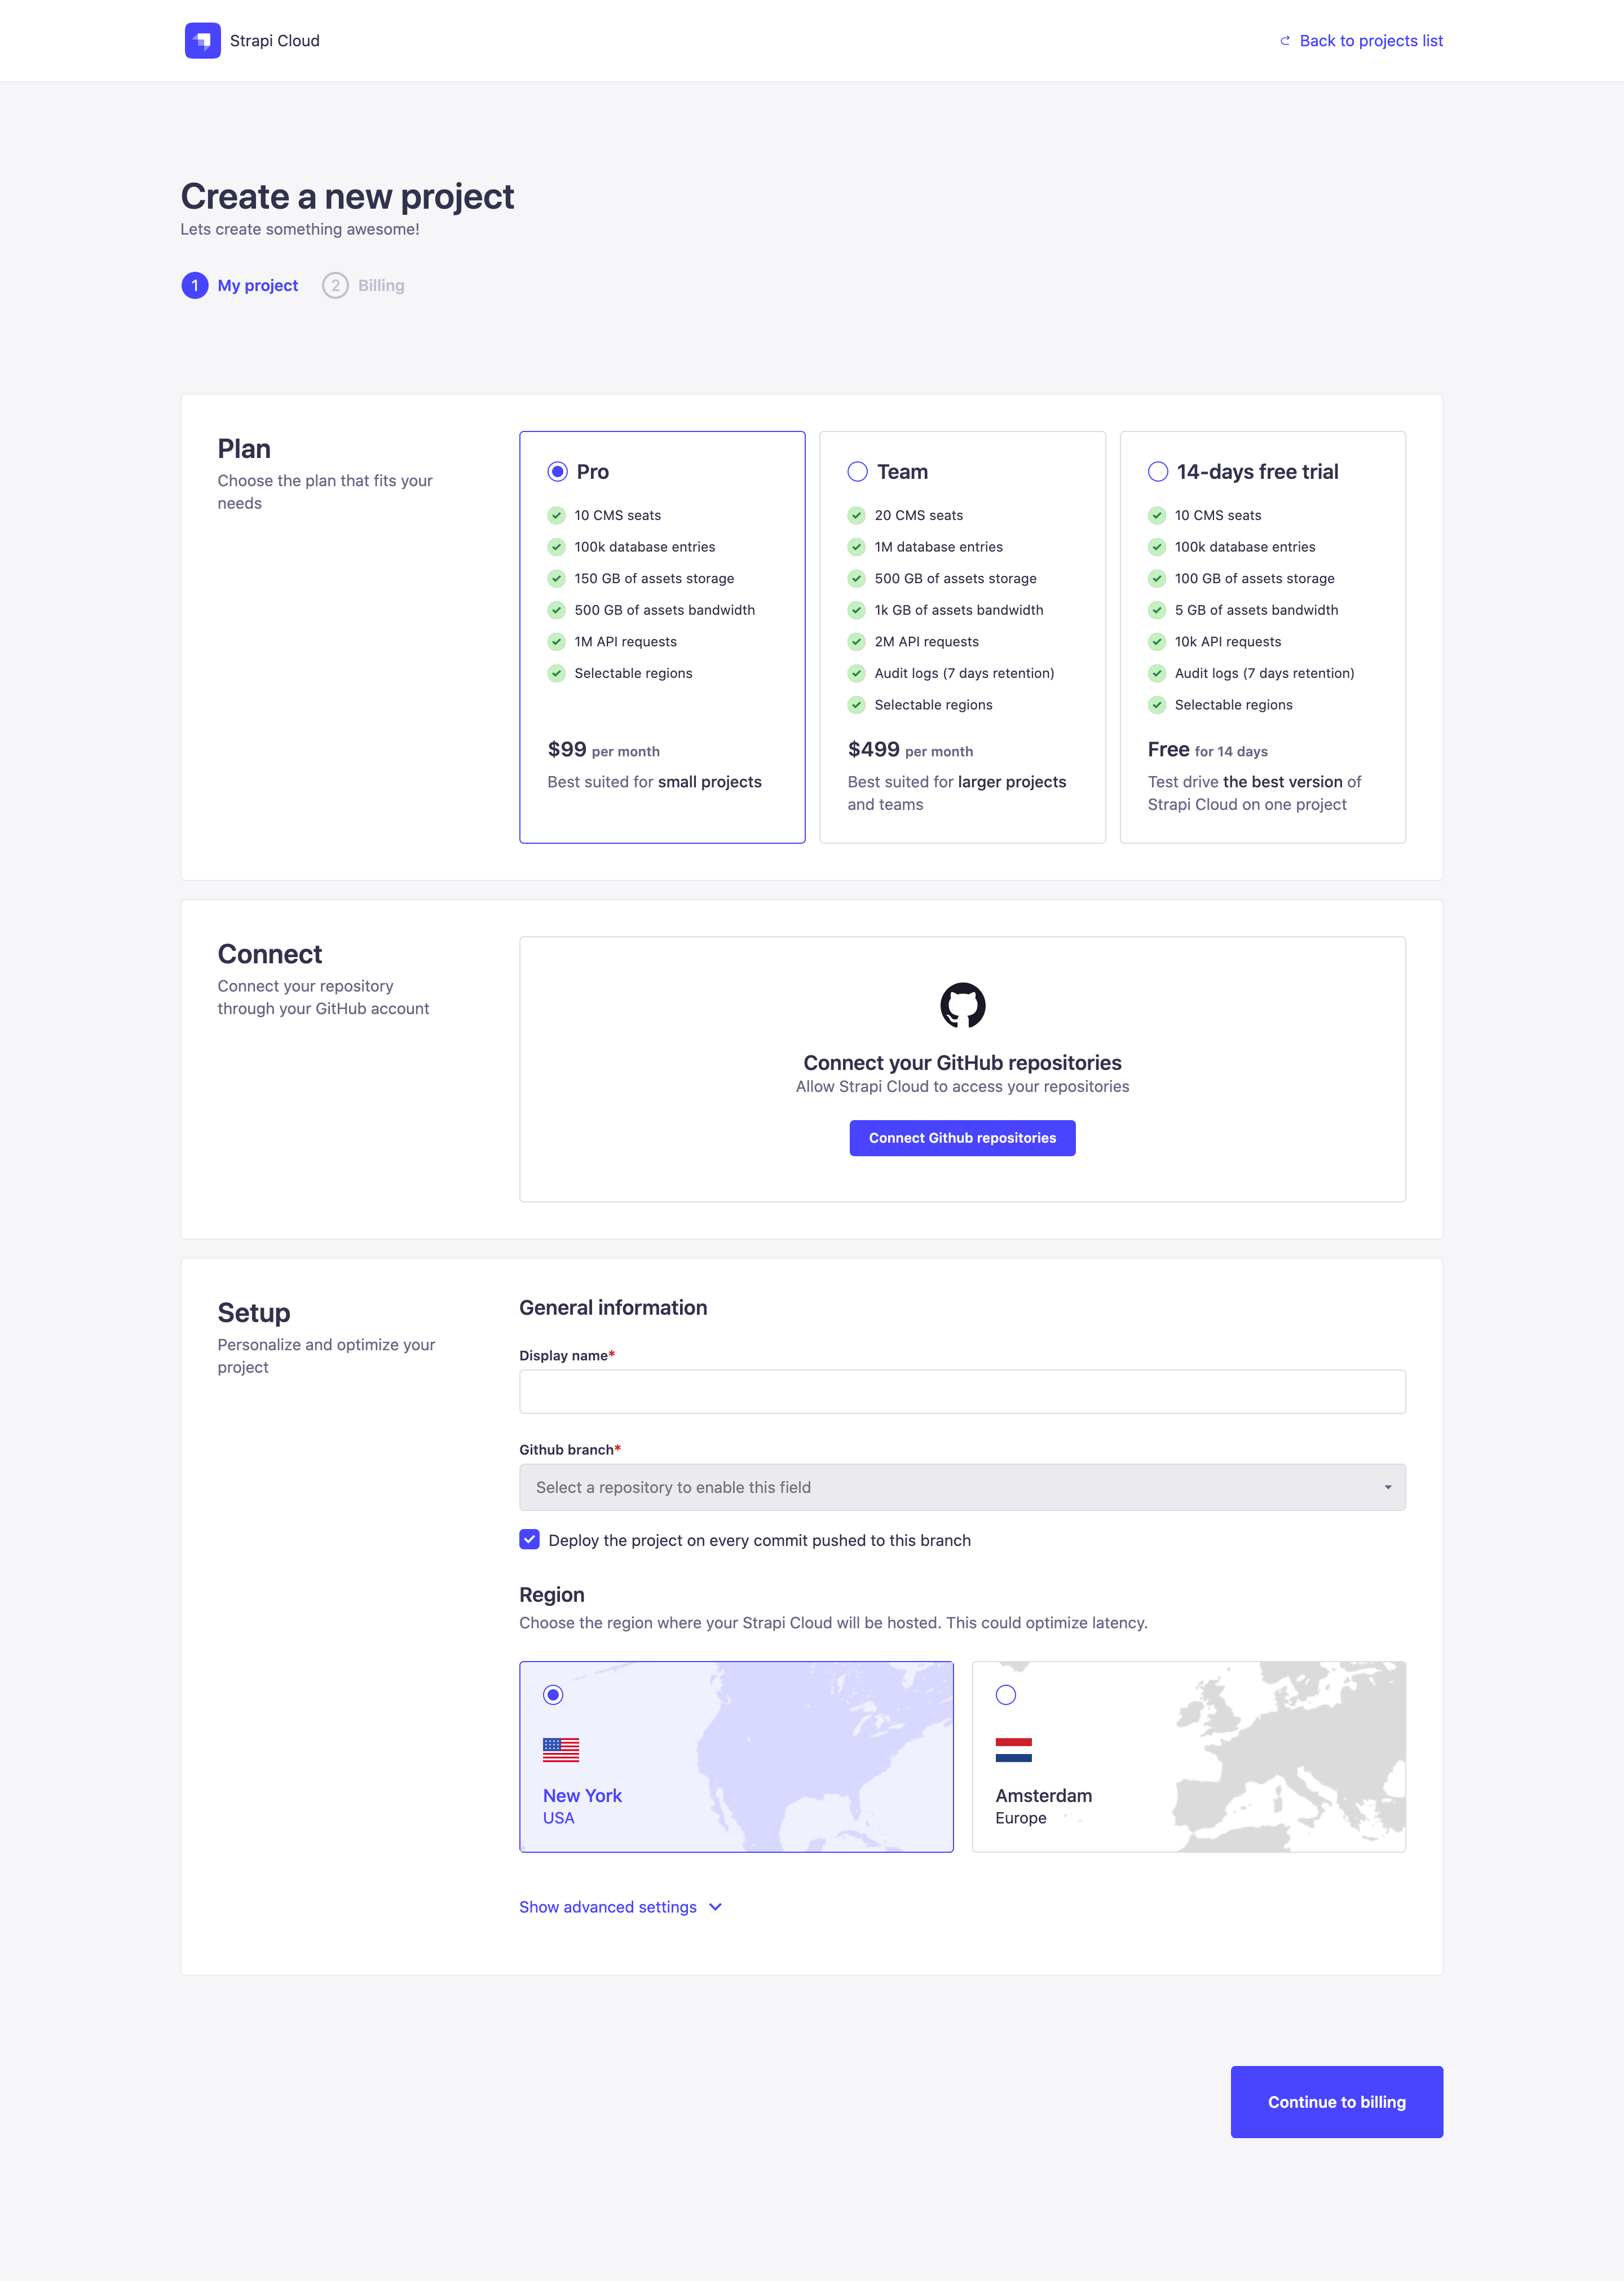 Strapi Cloud
Back to projects list
Create a new project
Lets create something awesome!
1 My project
2 Billing
Plan
Choose the plan that fits your
needs
Pro
10 CMS seats
100k database entries
150 GB of assets storage
500 GB of assets bandwidth
1M API requests
Selectable regions
$99 per month
Best suited for small projects
Team
20 CMS seats
1M database entries
500 GB of assets storage
1k GB of assets bandwidth
2M API requests
Audit logs (7 days retention)
Selectable regions
$499 per month
Best suited for larger projects
and teams
14-days free trial
10 CMS seats
100k database entries
100 GB of assets storage
5 GB of assets bandwidth
10k API requests
Audit logs (7 days retention)
Selectable regions
Free for 14 days
Test drive the best version of
Strapi Cloud on one project
Connect
Connect your repository
through your GitHub account
Connect your GitHub repositories
Allow Strapi Cloud to access your repositories
Connect Github repositories
Setup
Personalize and optimize your
project
General information
Display name*
Github branch*
Select a repository to enable this field
Deploy the project on every commit pushed to this branch
Region
Choose the region where your Strapi Cloud will be hosted. This could optimize latency.
New York
USA
Amsterdam
Europe
Show advanced settings
Continue to billing